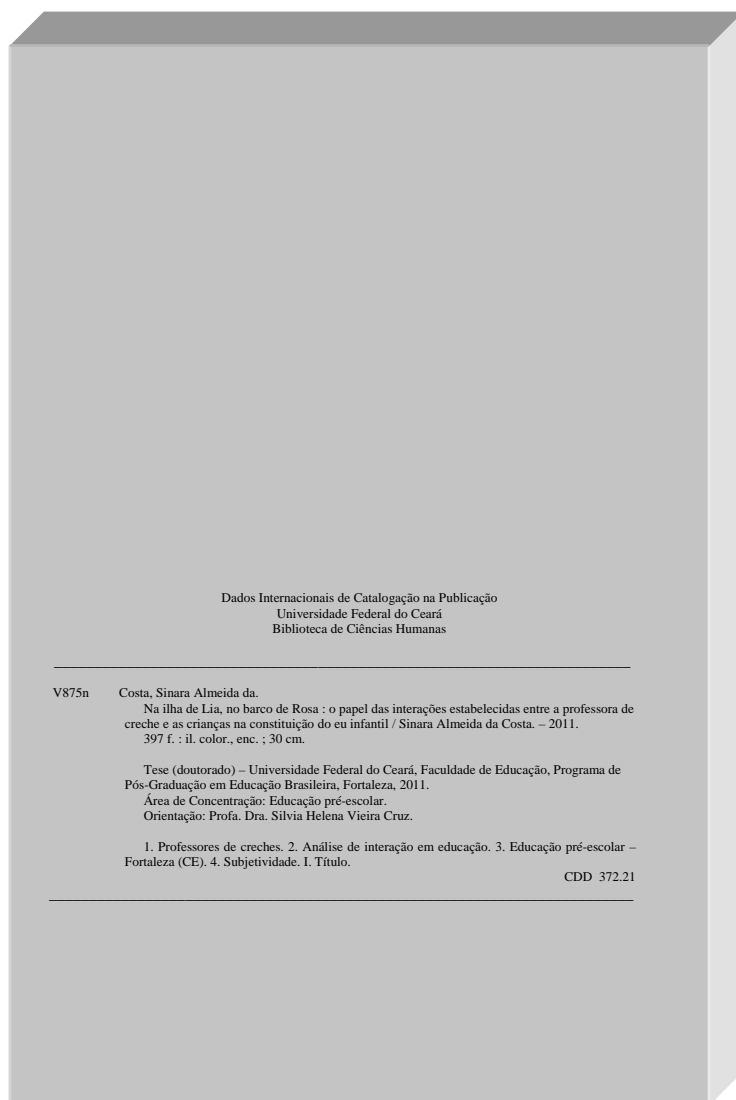 Dados Internacionais de Catalogação na Publicação
Universidade Federal do Ceará
Biblioteca de Ciências Humanas
V875n Costa, Sinara Almeida da.
Na ilha de Lia, no barco de Rosa : o papel das interações estabelecidas entre a professora de
creche e as crianças na constituição do eu infantil / Sinara Almeida da Costa. – 2011.
397 f. : il. color., enc. ; 30 cm.
Tese (doutorado) – Universidade Federal do Ceará, Faculdade de Educação, Programa de
Pós-Graduação em Educação Brasileira, Fortaleza, 2011.
Área de Concentração: Educação pré-escolar.
Orientação: Profa. Dra. Silvia Helena Vieira Cruz.
1. Professores de creches. 2. Análise de interação em educação. 3. Educação pré-escolar –
Fortaleza (CE). 4. Subjetividade. I. Título.
CDD 372.21